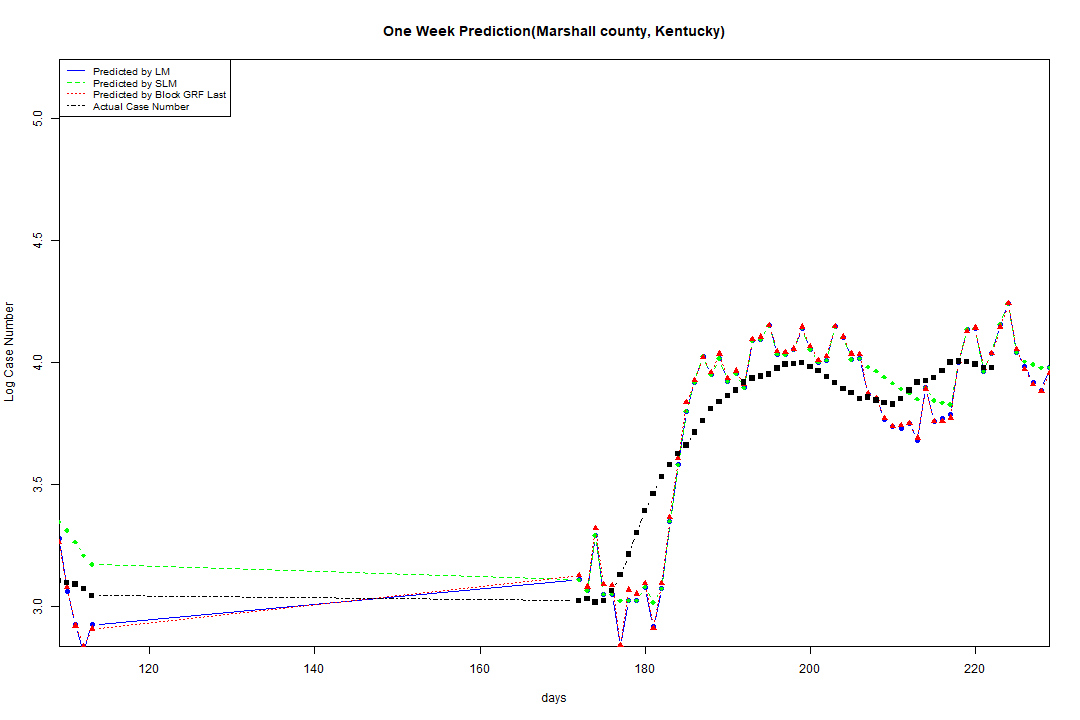 One Week Prediction(Marshall county, Kentucky)
Predicted by LM
Predicted by SLM
Predicted by Block GRF Last
Actual Case Number
5.0
4.5
4.0
3.5
3.0
Log Case Number
120 140 160 180 200 220
days